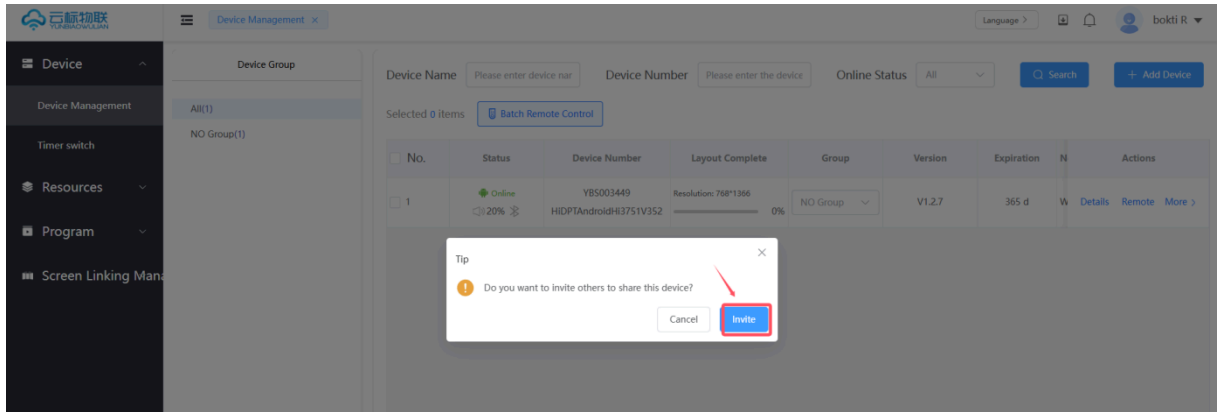 云标物联
YUNBIAOWULIAN
Device Management ×
Language >
bokti R
Device
Device Management
Timer switch
Resources
Program
Screen Linking Mana
Device Group
All(1)
NO Group(1)
Device Name Please enter device nar Device Number Please enter the device Online Status All Search + Add Device
Selected 0 items Batch Remote Control
No. Status Device Number Layout Complete Group Version Expiration N Actions
1 Online 20% YBS003449 HIDPTAndroidHI3751V352 Resolution: 768*1366 0% NO Group V1.2.7 365 d W Details Remote More >
Tip ×
Do you want to invite others to share this device?
Cancel Invite